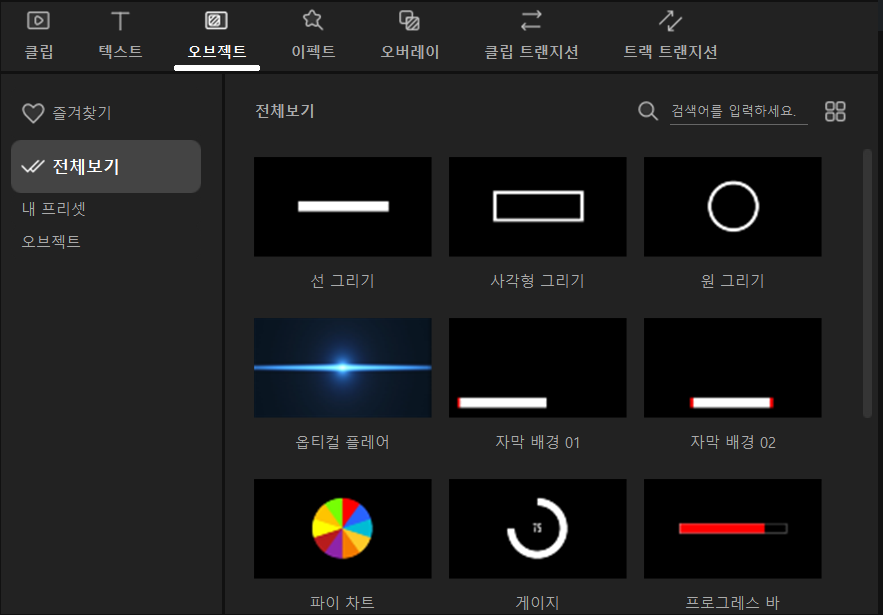 클립
텍스트
오브젝트
이펙트
오버레이
클립 트랜지션
트랙 트랜지션
즐겨찾기
전체보기
내 프리셋
오브젝트
전체보기
검색어를 입력하세요.
선 그리기
사각형 그리기
원 그리기
옵티컬 플레어
자막 배경 01
자막 배경 02
75
파이 차트
게이지
프로그레스 바